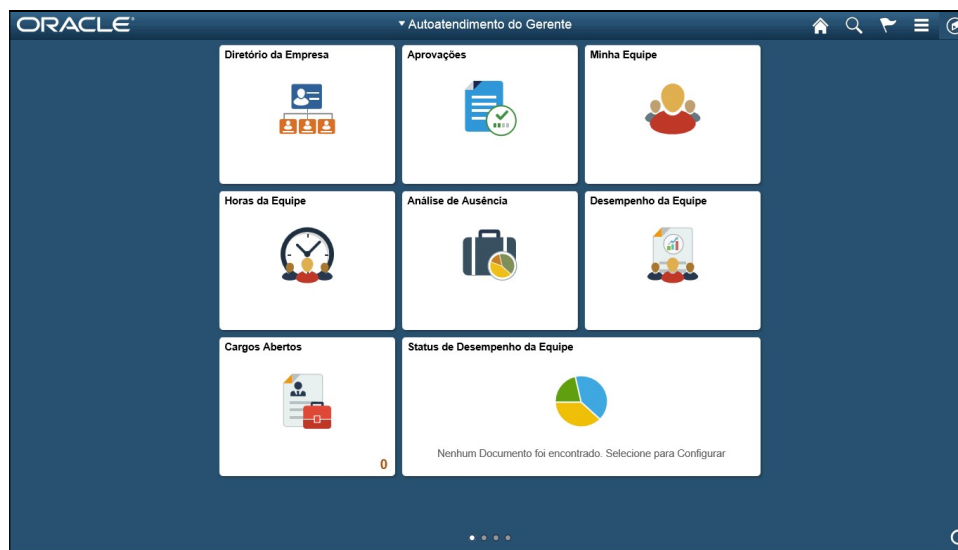 ORACLE
Autoatendimento do Gerente
Diretório da Empresa
Aprovações
Minha Equipe
Horas da Equipe
Análise de Ausência
Desempenho da Equipe
Cargos Abertos
0
Status de Desempenho da Equipe
Nenhum Documento foi encontrado. Selecione para Configurar